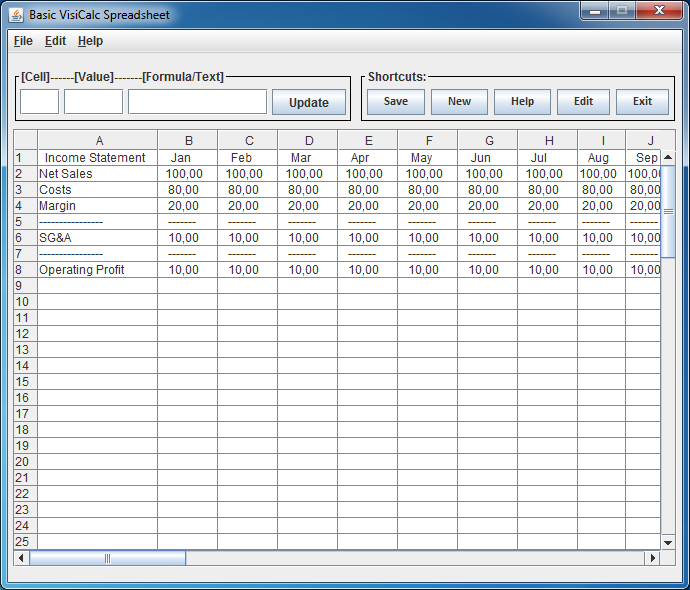 Basic VisiCalc Spreadsheet
File Edit Help
[Cell]------[Value]-------[Formula/Text] Shortcuts:
Update Save New Help Edit Exit
A B C D E F G H I J
1 Income Statement Jan Feb Mar Apr May Jun Jul Aug Sep
2 Net Sales 100,00 100,00 100,00 100,00 100,00 100,00 100,00 100,00 100,0
3 Costs 80,00 80,00 80,00 80,00 80,00 80,00 80,00 80,00 80,00
4 Margin 20,00 20,00 20,00 20,00 20,00 20,00 20,00 20,00 20,00
5 ---------------- ------- ------- ------- ------- ------- ------- ------- ------- -------
6 SG&A 10,00 10,00 10,00 10,00 10,00 10,00 10,00 10,00 10,00
7 ---------------- ------- ------- ------- ------- ------- ------- ------- ------- -------
8 Operating Profit 10,00 10,00 10,00 10,00 10,00 10,00 10,00 10,00 10,00
9
10
11
12
13
14
15
16
17
18
19
20
21
22
23
24
25